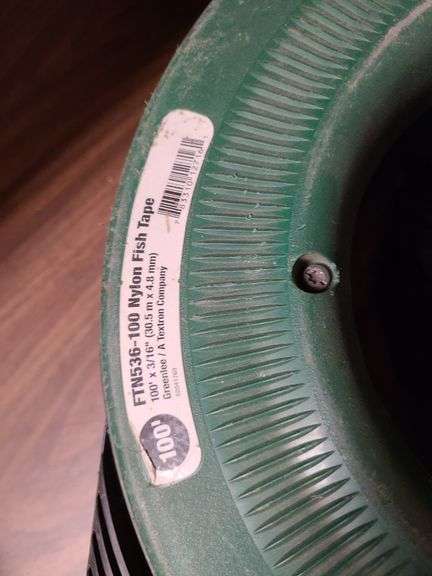 FTN536-100 Nylon Fish Tape
100' x 3/16" (30.5 m x 4.8 mm)
Greenlee / A Textron Company
100'